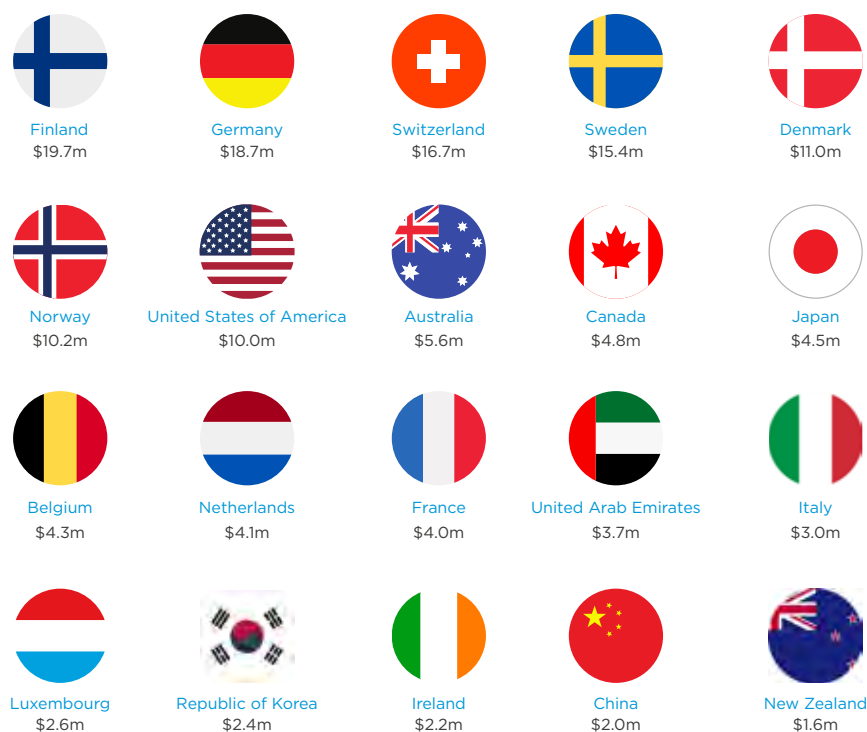 Finland
$19.7m
Germany
$18.7m
Switzerland
$16.7m
Sweden
$15.4m
Denmark
$11.0m
Norway
$10.2m
United States of America
$10.0m
Australia
$5.6m
Canada
$4.8m
Japan
$4.5m
Belgium
$4.3m
Netherlands
$4.1m
France
$4.0m
United Arab Emirates
$3.7m
Italy
$3.0m
Luxembourg
$2.6m
Republic of Korea
$2.4m
Ireland
$2.2m
China
$2.0m
New Zealand
$1.6m